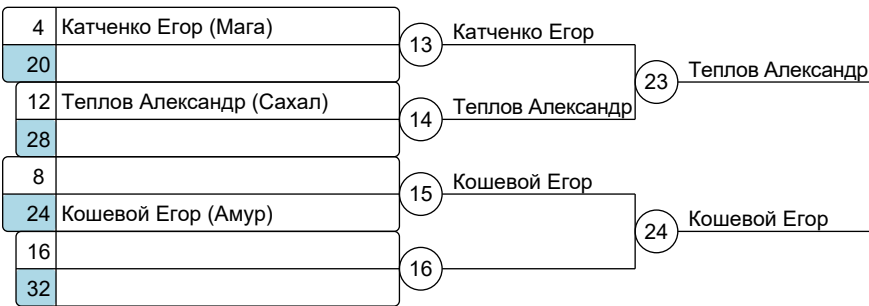 4 Катченко Егор (Мага)
20
12 Теплов Александр (Сахал)
28
8
24 Кошевой Егор (Амур)
16
32
13 Катченко Егор
14 Теплов Александр
15 Кошевой Егор
16
23 Теплов Александр
24 Кошевой Егор